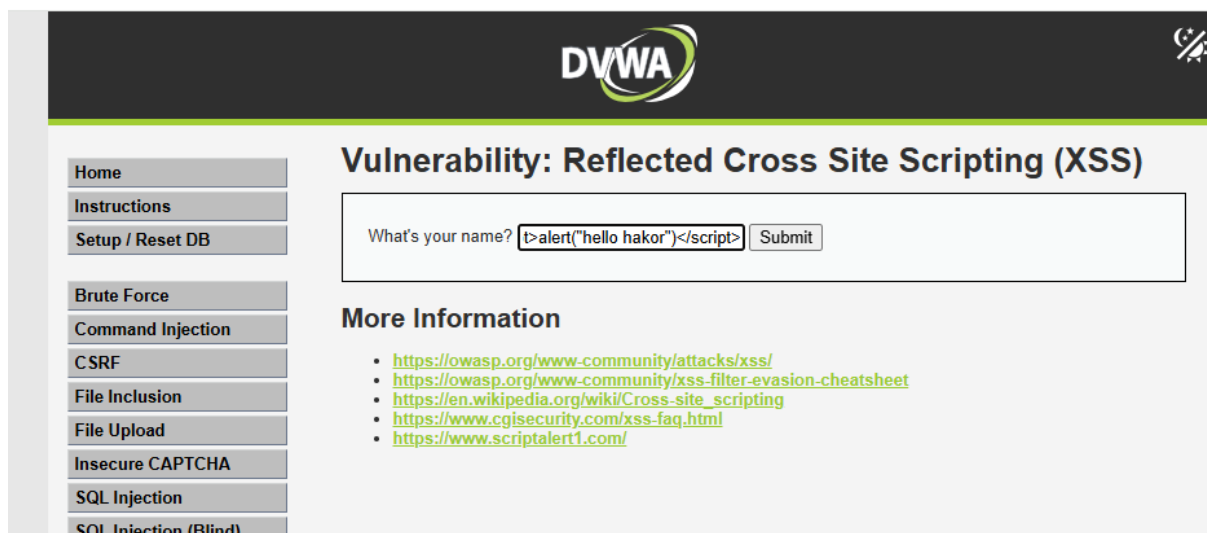 DVWA
Home
Instructions
Setup / Reset DB
Brute Force
Command Injection
CSRF
File Inclusion
File Upload
Insecure CAPTCHA
SQL Injection
SQL Injection (Blind)
Vulnerability: Reflected Cross Site Scripting (XSS)
What's your name? t>alert("hello hakor")</script> Submit
More Information
https://owasp.org/www-community/attacks/xss/
https://owasp.org/www-community/xss-filter-evasion-cheatsheet
https://en.wikipedia.org/wiki/Cross-site_scripting
https://www.cgisecurity.com/xss-faq.html
https://www.scriptalert1.com/